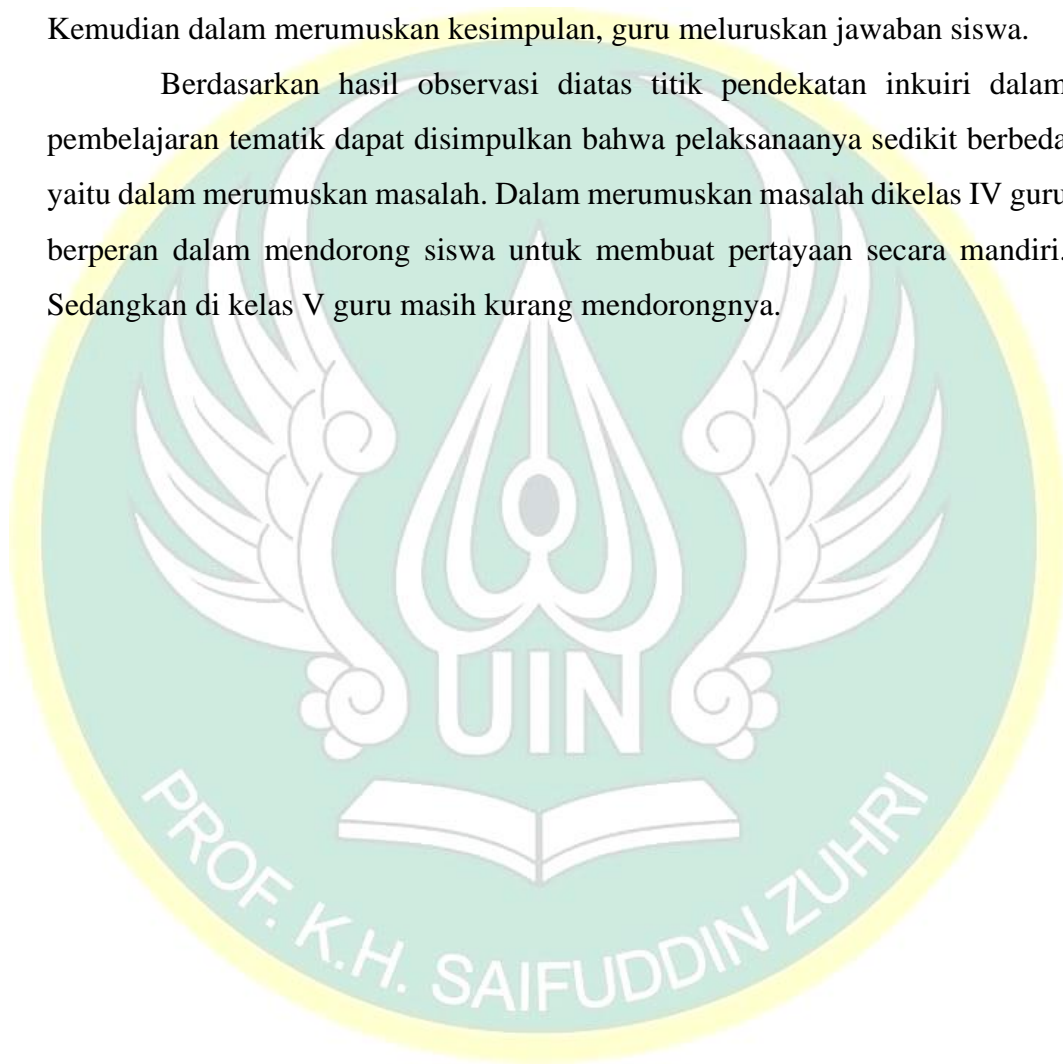 Kemudian dalam merumuskan kesimpulan, guru meluruskan jawaban siswa.
Berdasarkan hasil observasi diatas titik pendekatan inkuiri dalam
pembelajaran tematik dapat disimpulkan bahwa pelaksanaanya sedikit berbeda
yaitu dalam merumuskan masalah. Dalam merumuskan masalah dikelas IV guru
berperan dalam mendorong siswa untuk membuat pertayaan secara mandiri.
Sedangkan di kelas V guru masih kurang mendorongnya.
UIN
PROF. K.H. SAIFUDDIN ZUHRI